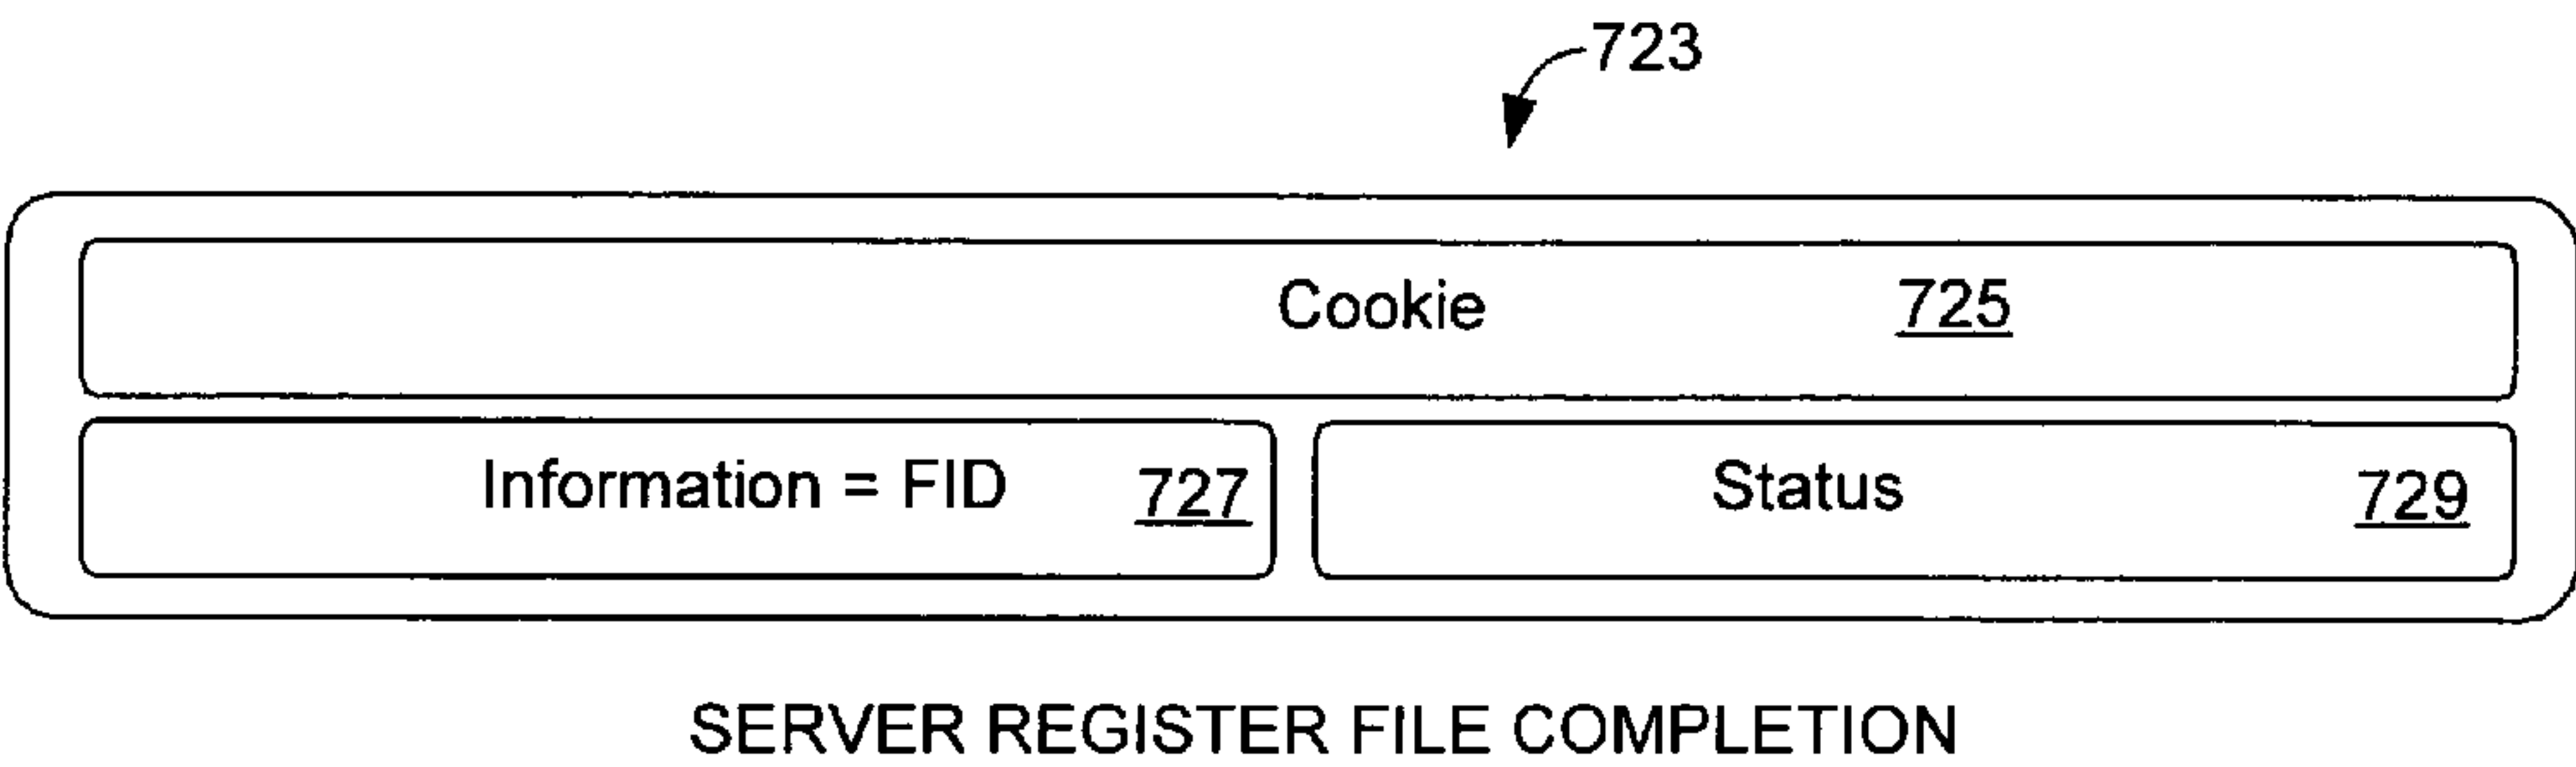 723
Cookie 725
Information = FID 727 Status 729
SERVER REGISTER FILE COMPLETION